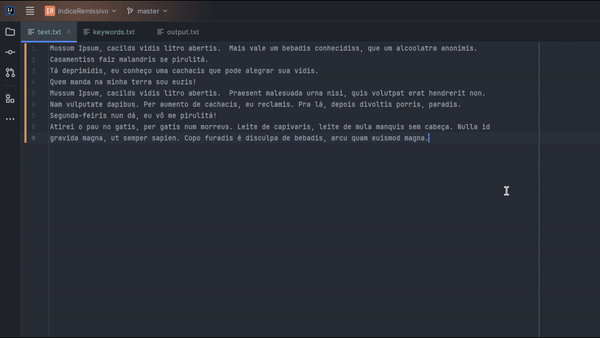 IR IndiceRemissivo master
text.txt keywords.txt output.txt
1 Mussum Ipsum, cacilds vidis litro abertis.  Mais vale um bebadis conhecidiss, que um alcoolatra anonimis.
2 Casamentiss faiz malandris se pirulitá.
3 Tá deprimidis, eu conheço uma cachacis que pode alegrar sua vidis.
4 Quem manda na minha terra sou euzis!
5 Mussum Ipsum, cacilds vidis litro abertis.  Praesent malesuada urna nisi, quis volutpat erat hendrerit non.
6 Nam vulputate dapibus. Per aumento de cachacis, eu reclamis. Pra lá, depois divoltis porris, paradis.
7 Segunda-feiris nun dá, eu vô me pirulitá!
8 Atirei o pau no gatis, per gatis num morreus. Leite de capivaris, leite de mula manquis sem cabeça. Nulla id
9 gravida magna, ut semper sapien. Copo furadis é disculpa de bebadis, arcu quam euismod magna.